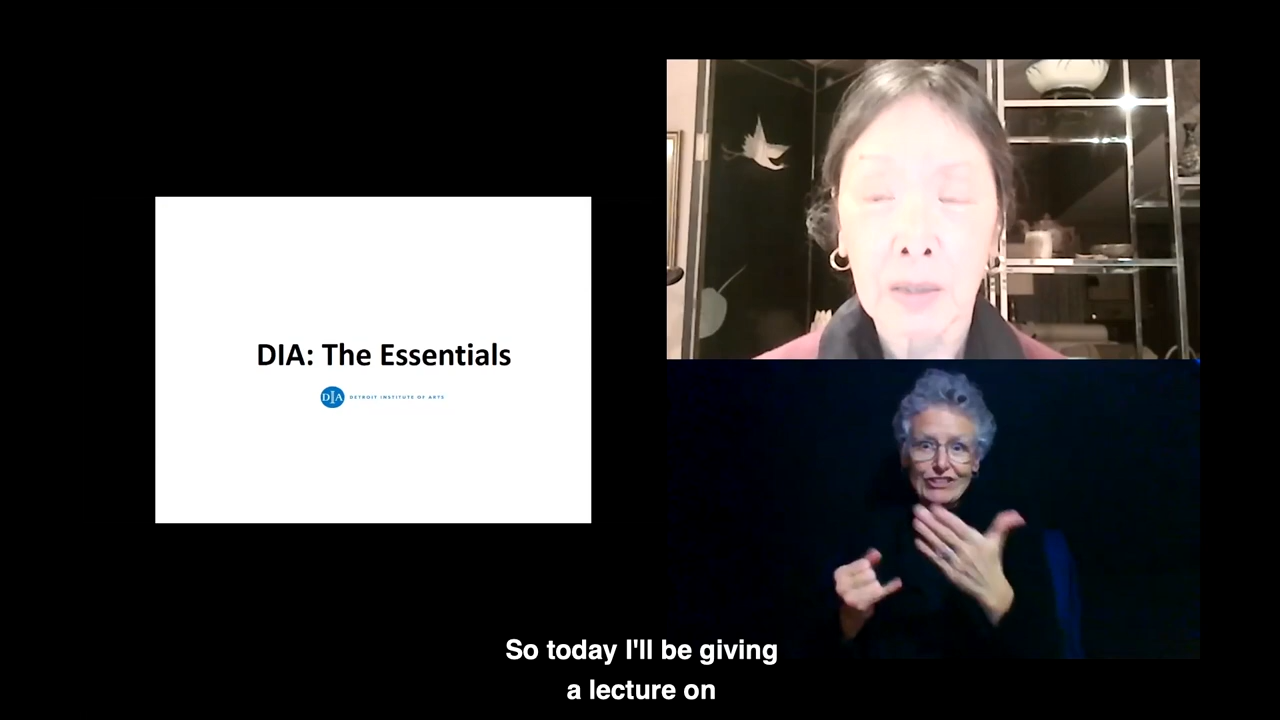 DIA: The Essentials
DIA DETROIT INSTITUTE OF ARTS
So today I'll be giving
a lecture on